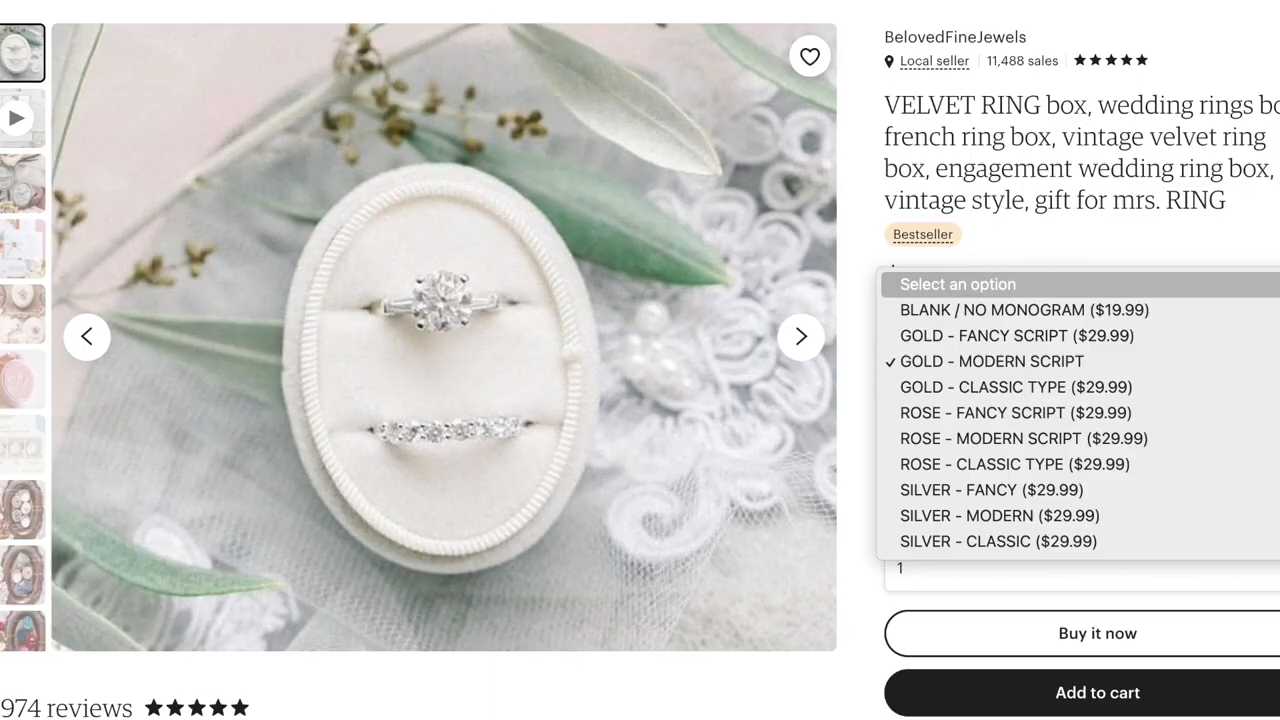 BelovedFineJewels
Local seller 11,488 sales
VELVET RING box, wedding rings
french ring box, vintage velvet ring
box, engagement wedding ring box,
vintage style, gift for mrs. RING
Bestseller
Select an option
BLANK / NO MONOGRAM ($19.99)
GOLD - FANCY SCRIPT ($29.99)
GOLD - MODERN SCRIPT
GOLD - CLASSIC TYPE ($29.99)
ROSE - FANCY SCRIPT ($29.99)
ROSE - MODERN SCRIPT ($29.99)
ROSE - CLASSIC TYPE ($29.99)
SILVER - FANCY ($29.99)
SILVER - MODERN ($29.99)
SILVER - CLASSIC ($29.99)
1
Buy it now
Add to cart
974 reviews